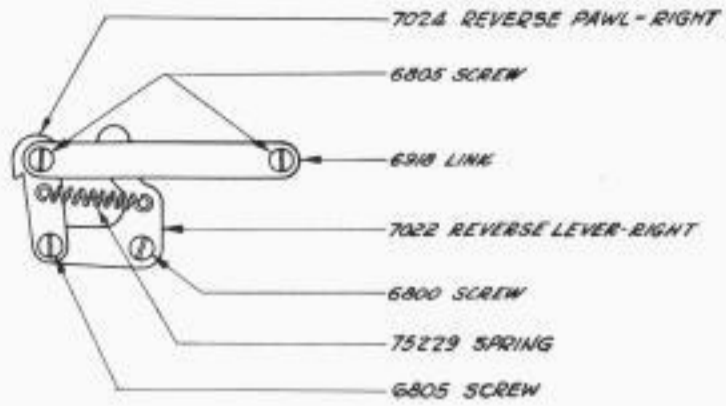 7024 REVERSE PAWL-RIGHT
6805 SCREW
6918 LINK
7022 REVERSE LEVER-RIGHT
6800 SCREW
75229 SPRING
6805 SCREW